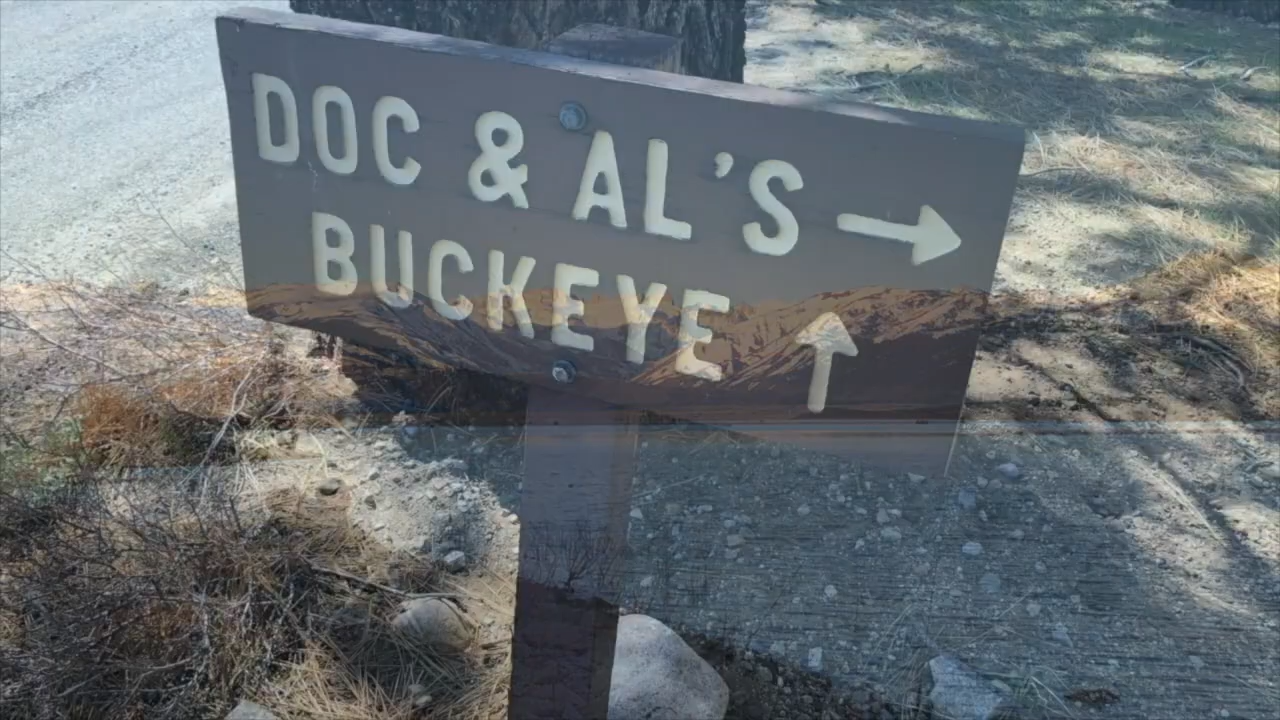 DOC & AL'S →
BUCKEYE ↑